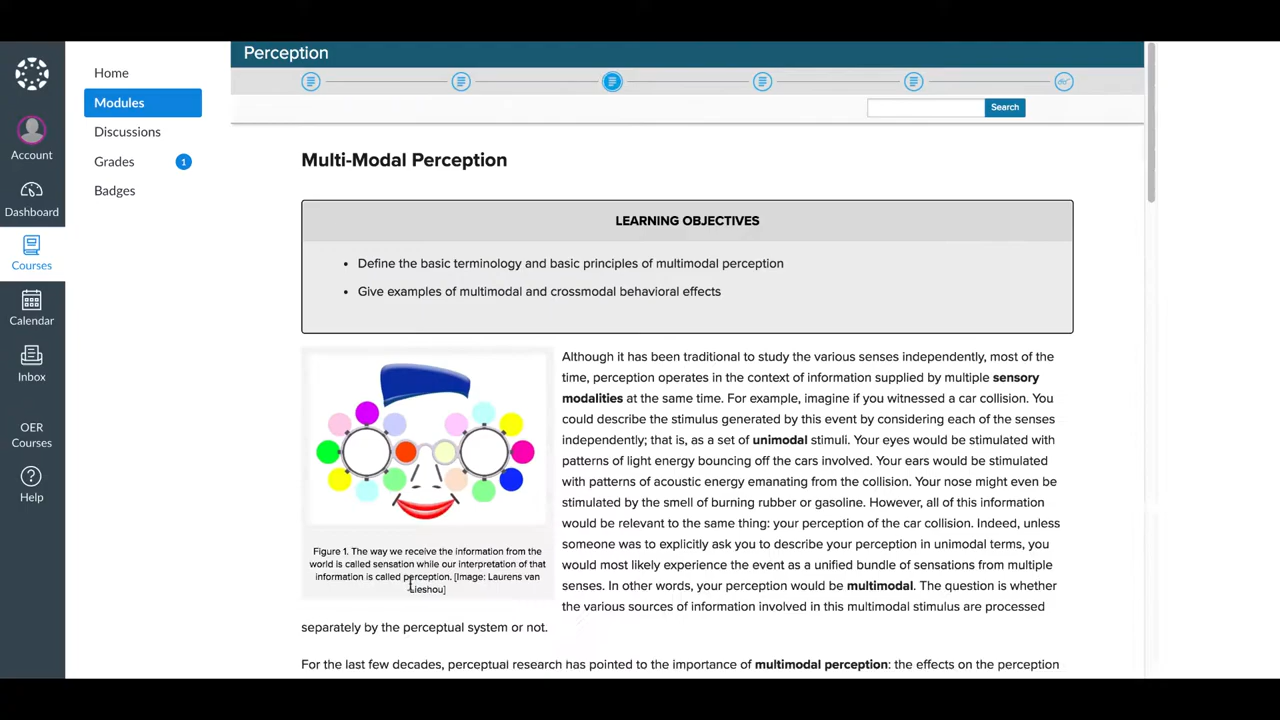 Perception
Home
Modules
Discussions
Grades 1
Badges
Account
Dashboard
Courses
Calendar
Inbox
OER
Courses
Help
Search
Multi-Modal Perception
LEARNING OBJECTIVES
• Define the basic terminology and basic principles of multimodal perception
• Give examples of multimodal and crossmodal behavioral effects
Figure 1. The way we receive the information from the
world is called sensation while our interpretation of that
information is called perception. [Image: Laurens van
Lieshou]
Although it has been traditional to study the various senses independently, most of the
time, perception operates in the context of information supplied by multiple sensory
modalities at the same time. For example, imagine if you witnessed a car collision. You
could describe the stimulus generated by this event by considering each of the senses
independently; that is, as a set of unimodal stimuli. Your eyes would be stimulated with
patterns of light energy bouncing off the cars involved. Your ears would be stimulated
with patterns of acoustic energy emanating from the collision. Your nose might even be
stimulated by the smell of burning rubber or gasoline. However, all of this information
would be relevant to the same thing: your perception of the car collision. Indeed, unless
someone was to explicitly ask you to describe your perception in unimodal terms, you
would most likely experience the event as a unified bundle of sensations from multiple
senses. In other words, your perception would be multimodal. The question is whether
the various sources of information involved in this multimodal stimulus are processed
separately by the perceptual system or not.
For the last few decades, perceptual research has pointed to the importance of multimodal perception: the effects on the perception